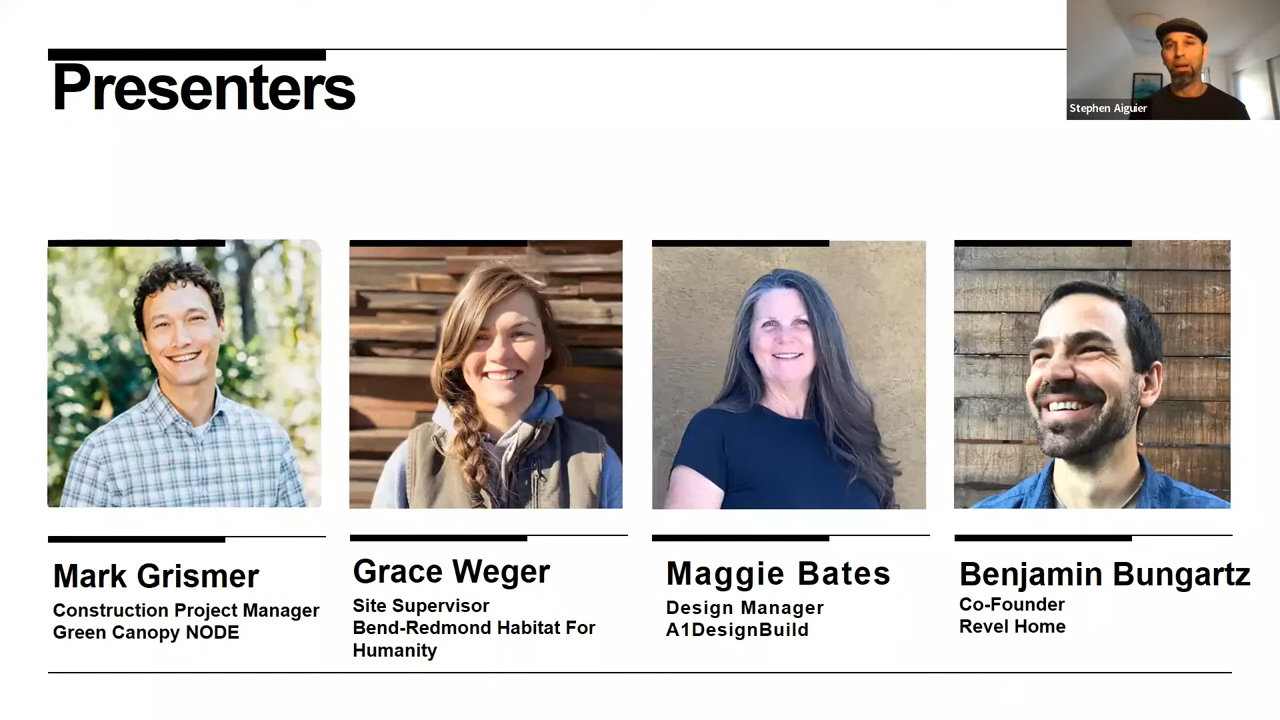 Presenters
Stephen Aiguier
Mark Grismer
Construction Project Manager
Green Canopy NODE
Grace Weger
Site Supervisor
Bend-Redmond Habitat For
Humanity
Maggie Bates
Design Manager
A1DesignBuild
Benjamin Bungartz
Co-Founder
Revel Home